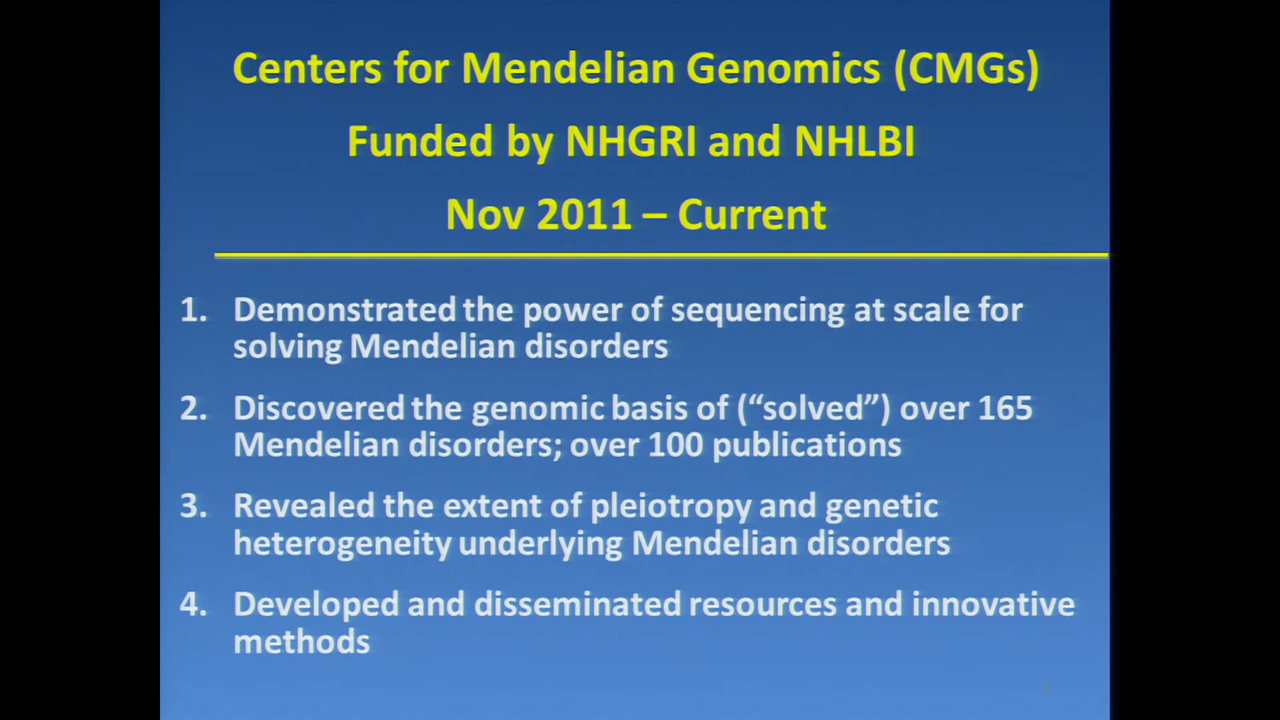 Centers for Mendelian Genomics (CMGs)
Funded by NHGRI and NHLBI
Nov 2011 – Current
1. Demonstrated the power of sequencing at scale for
solving Mendelian disorders
2. Discovered the genomic basis of (“solved”) over 165
Mendelian disorders; over 100 publications
3. Revealed the extent of pleiotropy and genetic
heterogeneity underlying Mendelian disorders
4. Developed and disseminated resources and innovative
methods